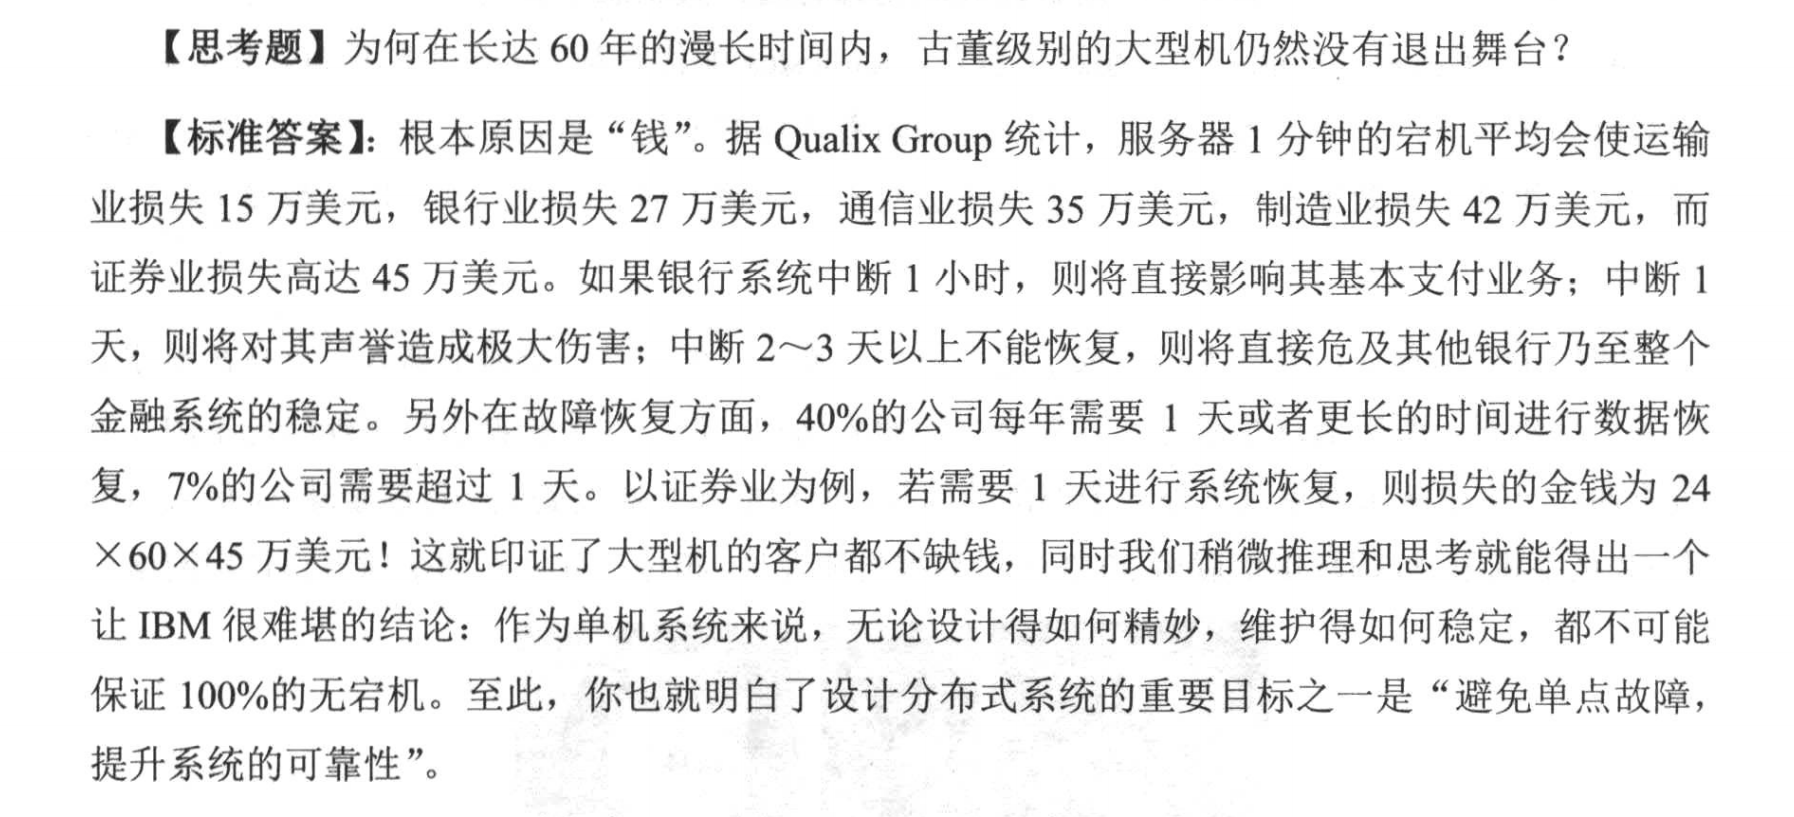 【思考题】为何在长达 60 年的漫长时间内，古董级别的大型机仍然没有退出舞台？
【标准答案】：根本原因是“钱”。据 Qualix Group 统计，服务器 1 分钟的宕机平均会使运输
业损失 15 万美元，银行业损失 27 万美元，通信业损失 35 万美元，制造业损失 42 万美元，而
证券业损失高达 45 万美元。如果银行系统中断 1 小时，则将直接影响其基本支付业务；中断 1
天，则将对其声誉造成极大伤害；中断 2～3 天以上不能恢复，则将直接危及其他银行乃至整个
金融系统的稳定。另外在故障恢复方面，40%的公司每年需要 1 天或者更长的时间进行数据恢
复，7%的公司需要超过 1 天。以证券业为例，若需要 1 天进行系统恢复，则损失的金钱为 24
×60×45 万美元！这就印证了大型机的客户都不缺钱，同时我们稍微推理和思考就能得出一个
让 IBM 很难堪的结论：作为单机系统来说，无论设计得如何精妙，维护得如何稳定，都不可能
保证 100%的无宕机。至此，你也就明白了设计分布式系统的重要目标之一是“避免单点故障，
提升系统的可靠性”。